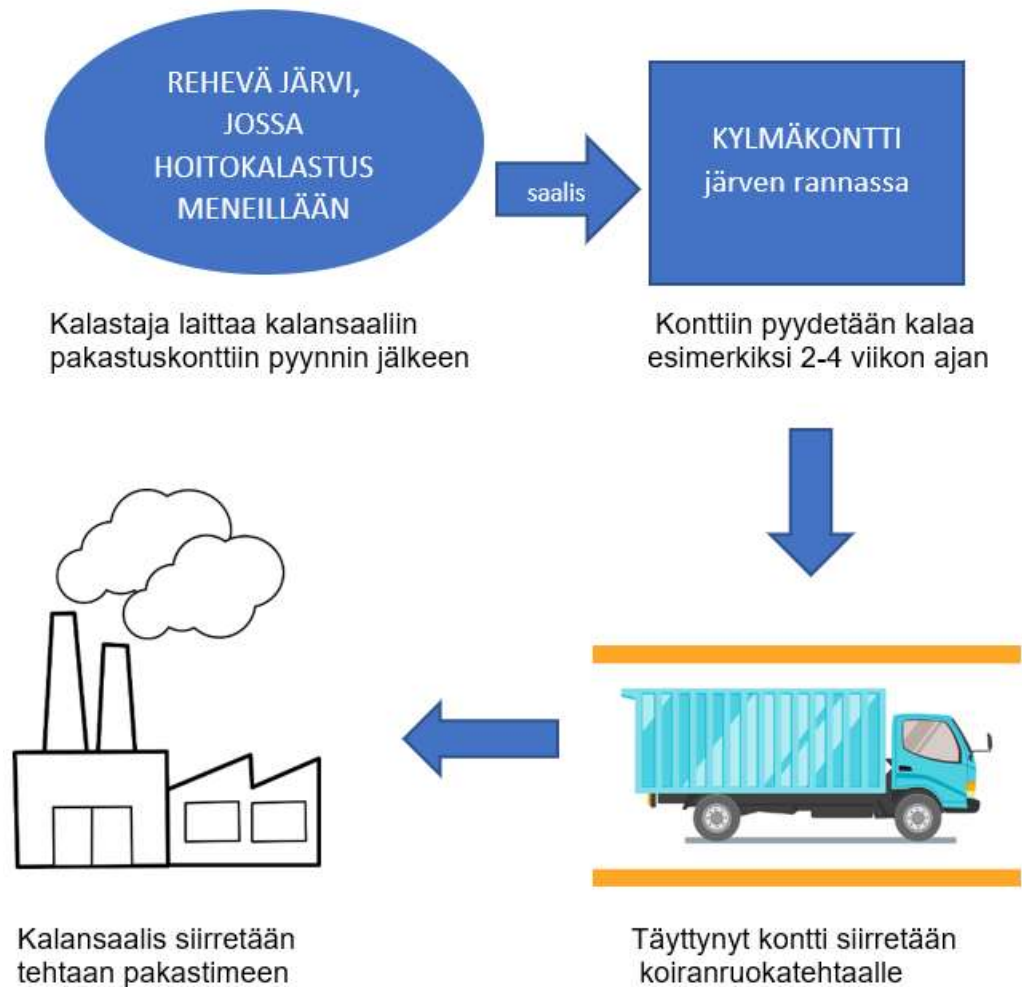 REHEVÄ JÄRVI,
JOSSA
HOITOKALASTUS
MENEILLÄÄN
saalis
KYLMÄKONTTI
järven rannassa
Kalastaja laittaa kalansaaliin
pakastuskonttiin pyynnin jälkeen
Konttiin pyydetään kalaa
esimerkiksi 2-4 viikon ajan
Täyttynyt kontti siirretään
koiranruokatehtaalle
Kalansaalis siirretään
tehtaan pakastimeen